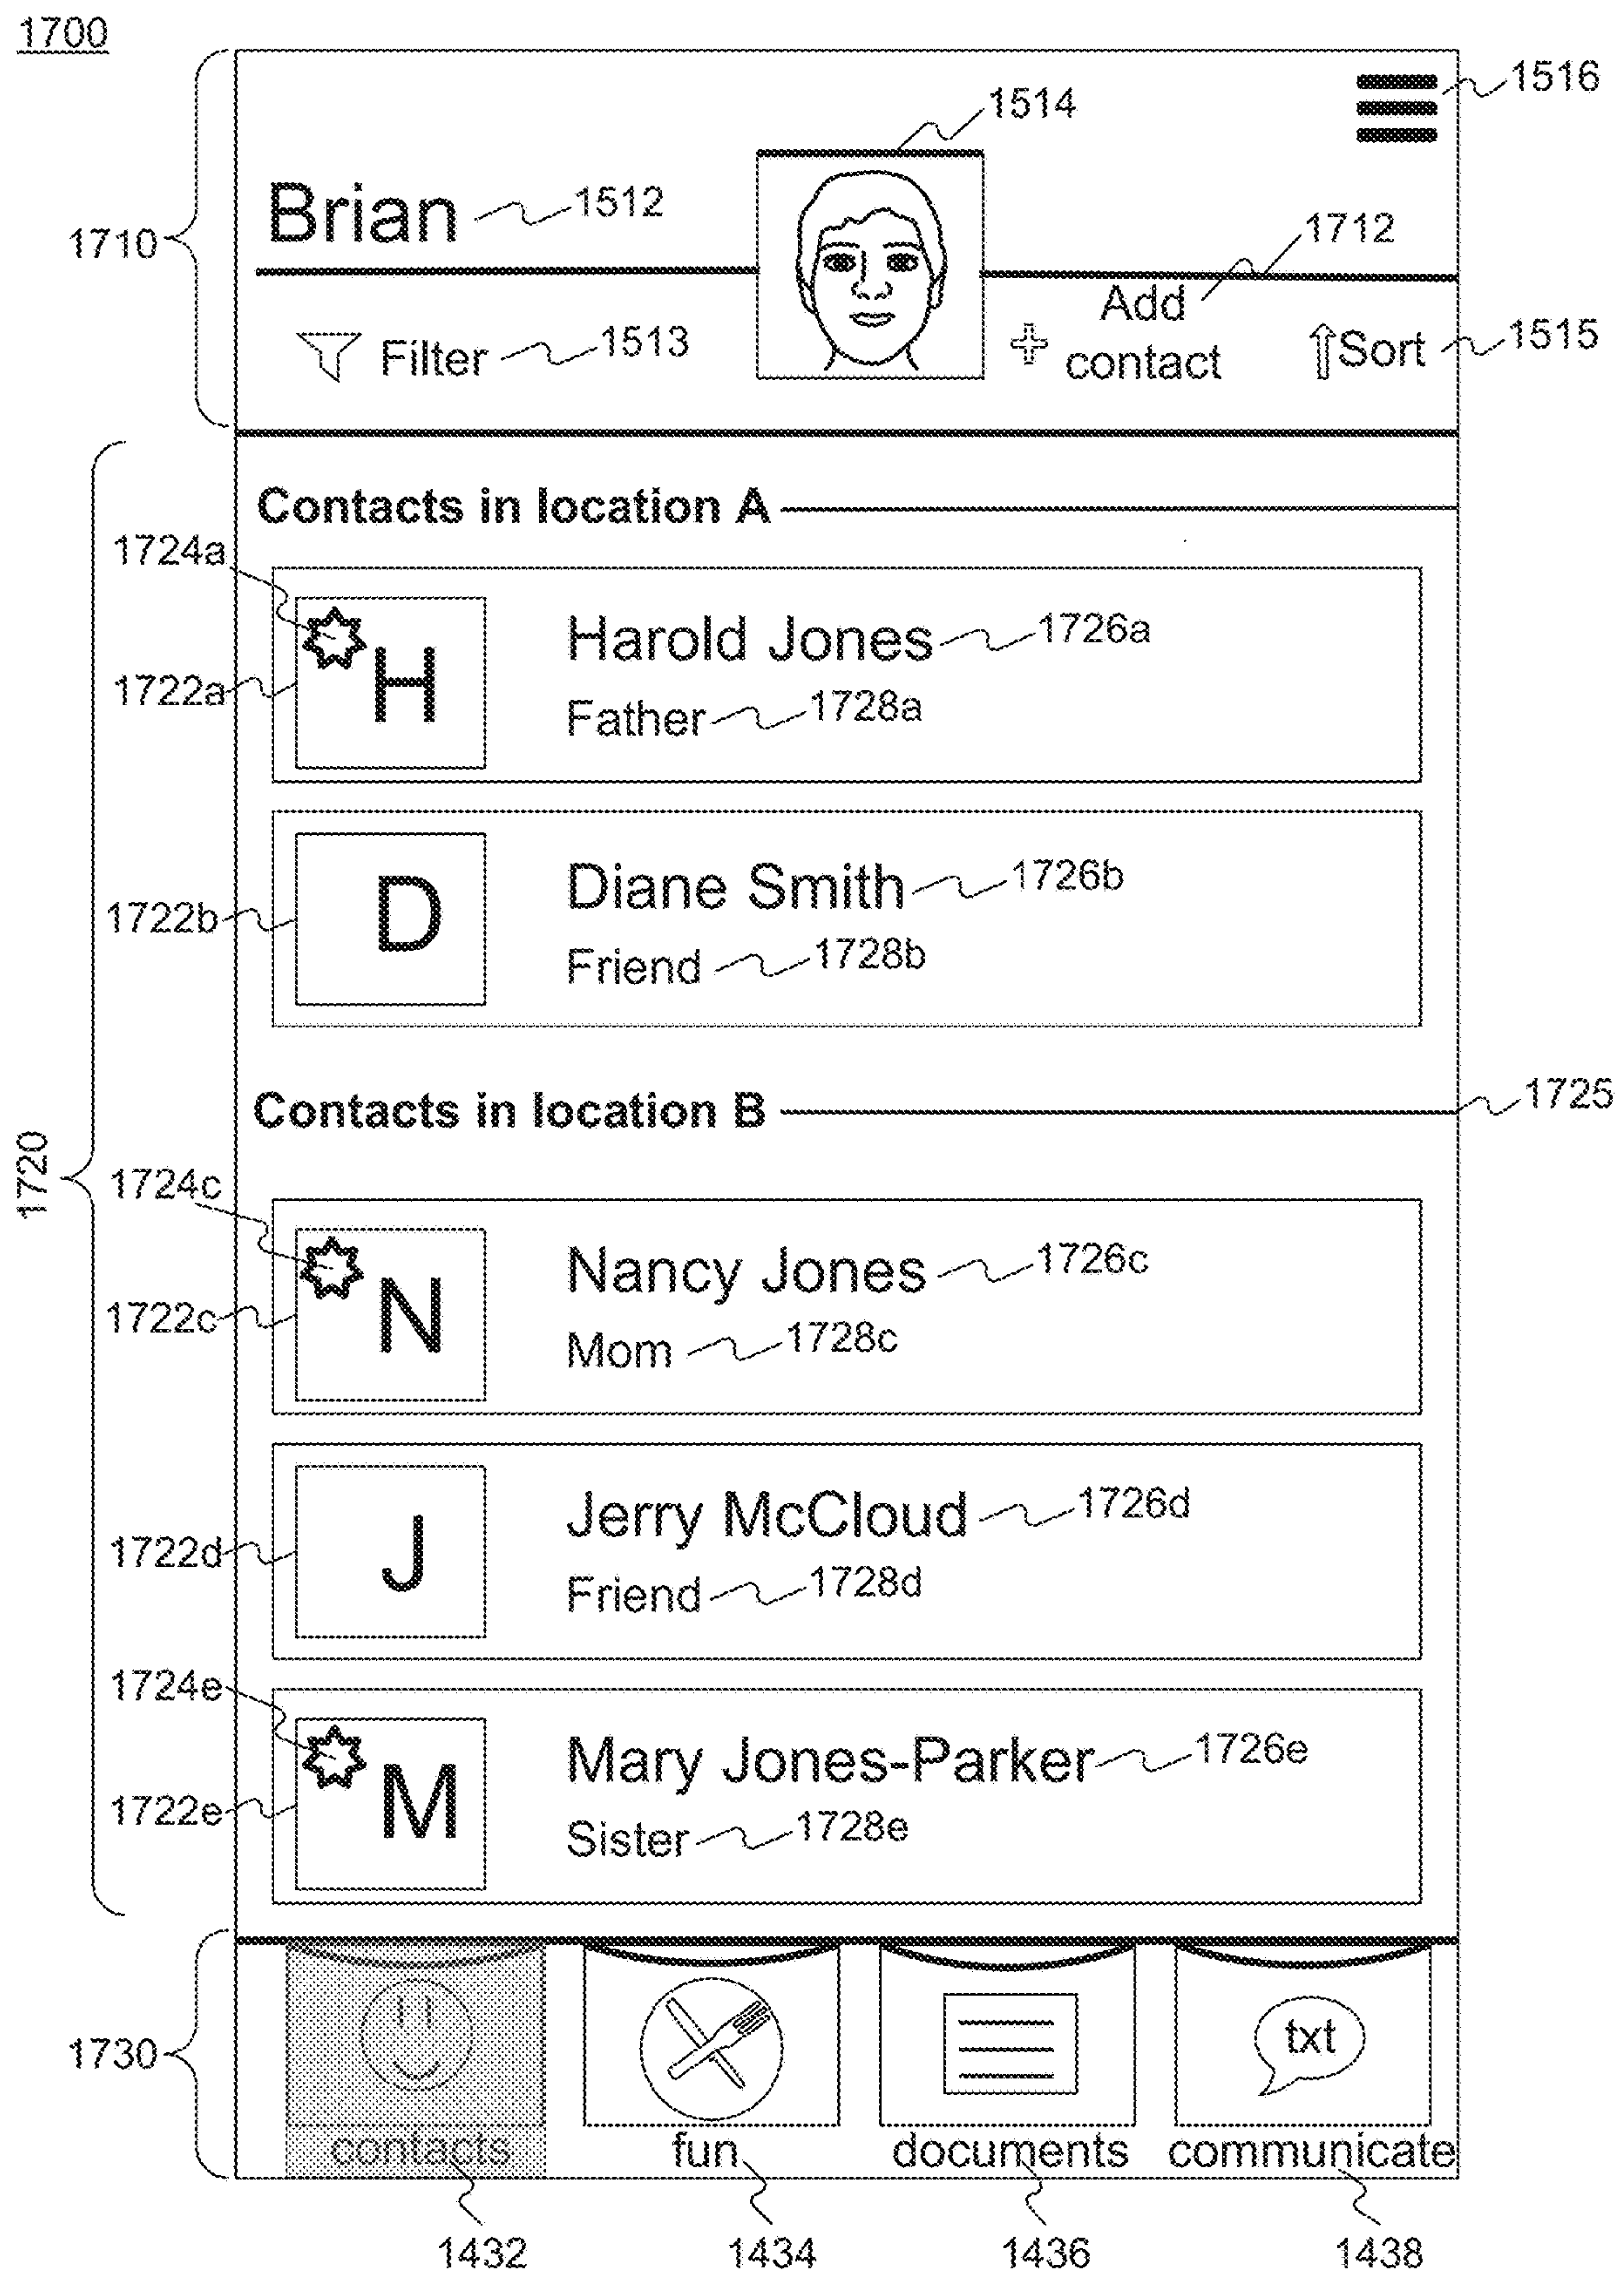 1700
1516
1514
Brian 1512
1710
1712
Add
Filter 1513
contact
Sort 1515
Contacts in location A
1724a
H
Harold Jones 1726a
1722a
Father 1728a
D
Diane Smith 1726b
1722b
Friend 1728b
1720
Contacts in location B 1725
1724c
N
Nancy Jones 1726c
1722c
Mom 1728c
J
Jerry McCloud 1726d
1722d
Friend 1728d
1724e
M
Mary Jones-Parker 1726e
1722e
Sister 1728e
1730
txt
contacts fun documents communicate
1432 1434 1436 1438